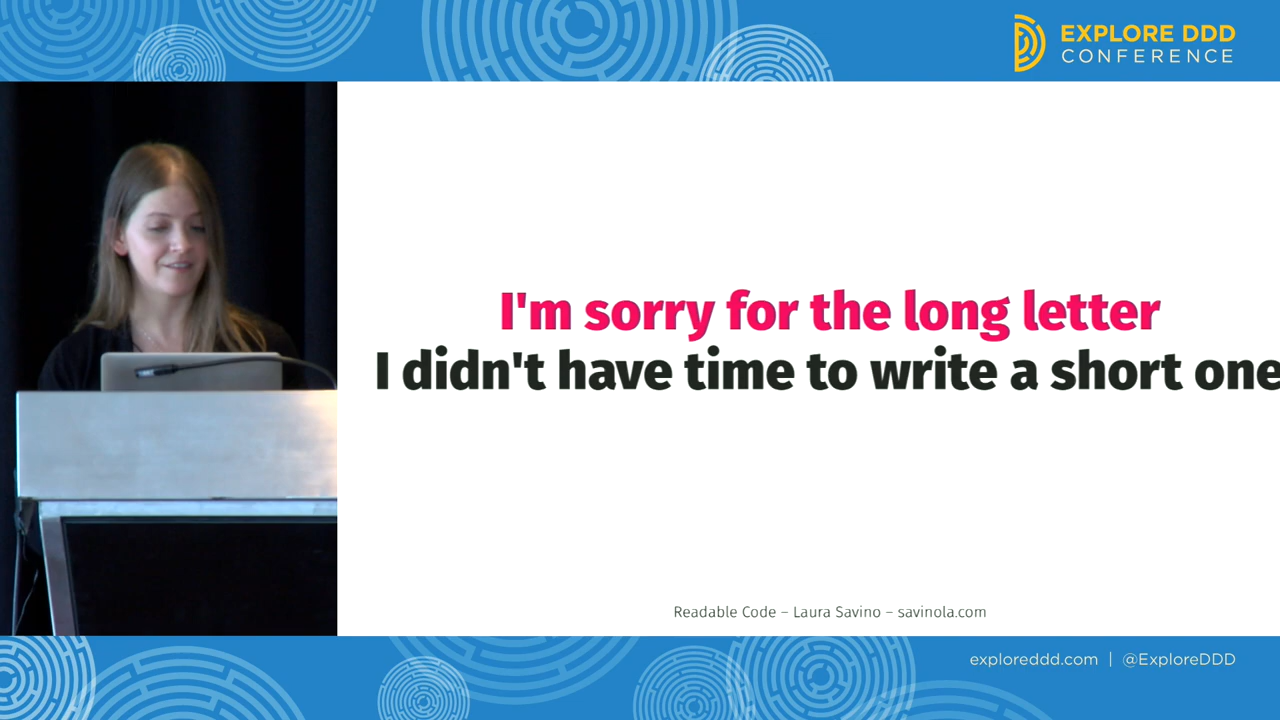 EXPLORE DDD
CONFERENCE
I'm sorry for the long letter
I didn't have time to write a short one
Readable Code – Laura Savino – savinola.com
exploreddd.com | @ExploreDDD